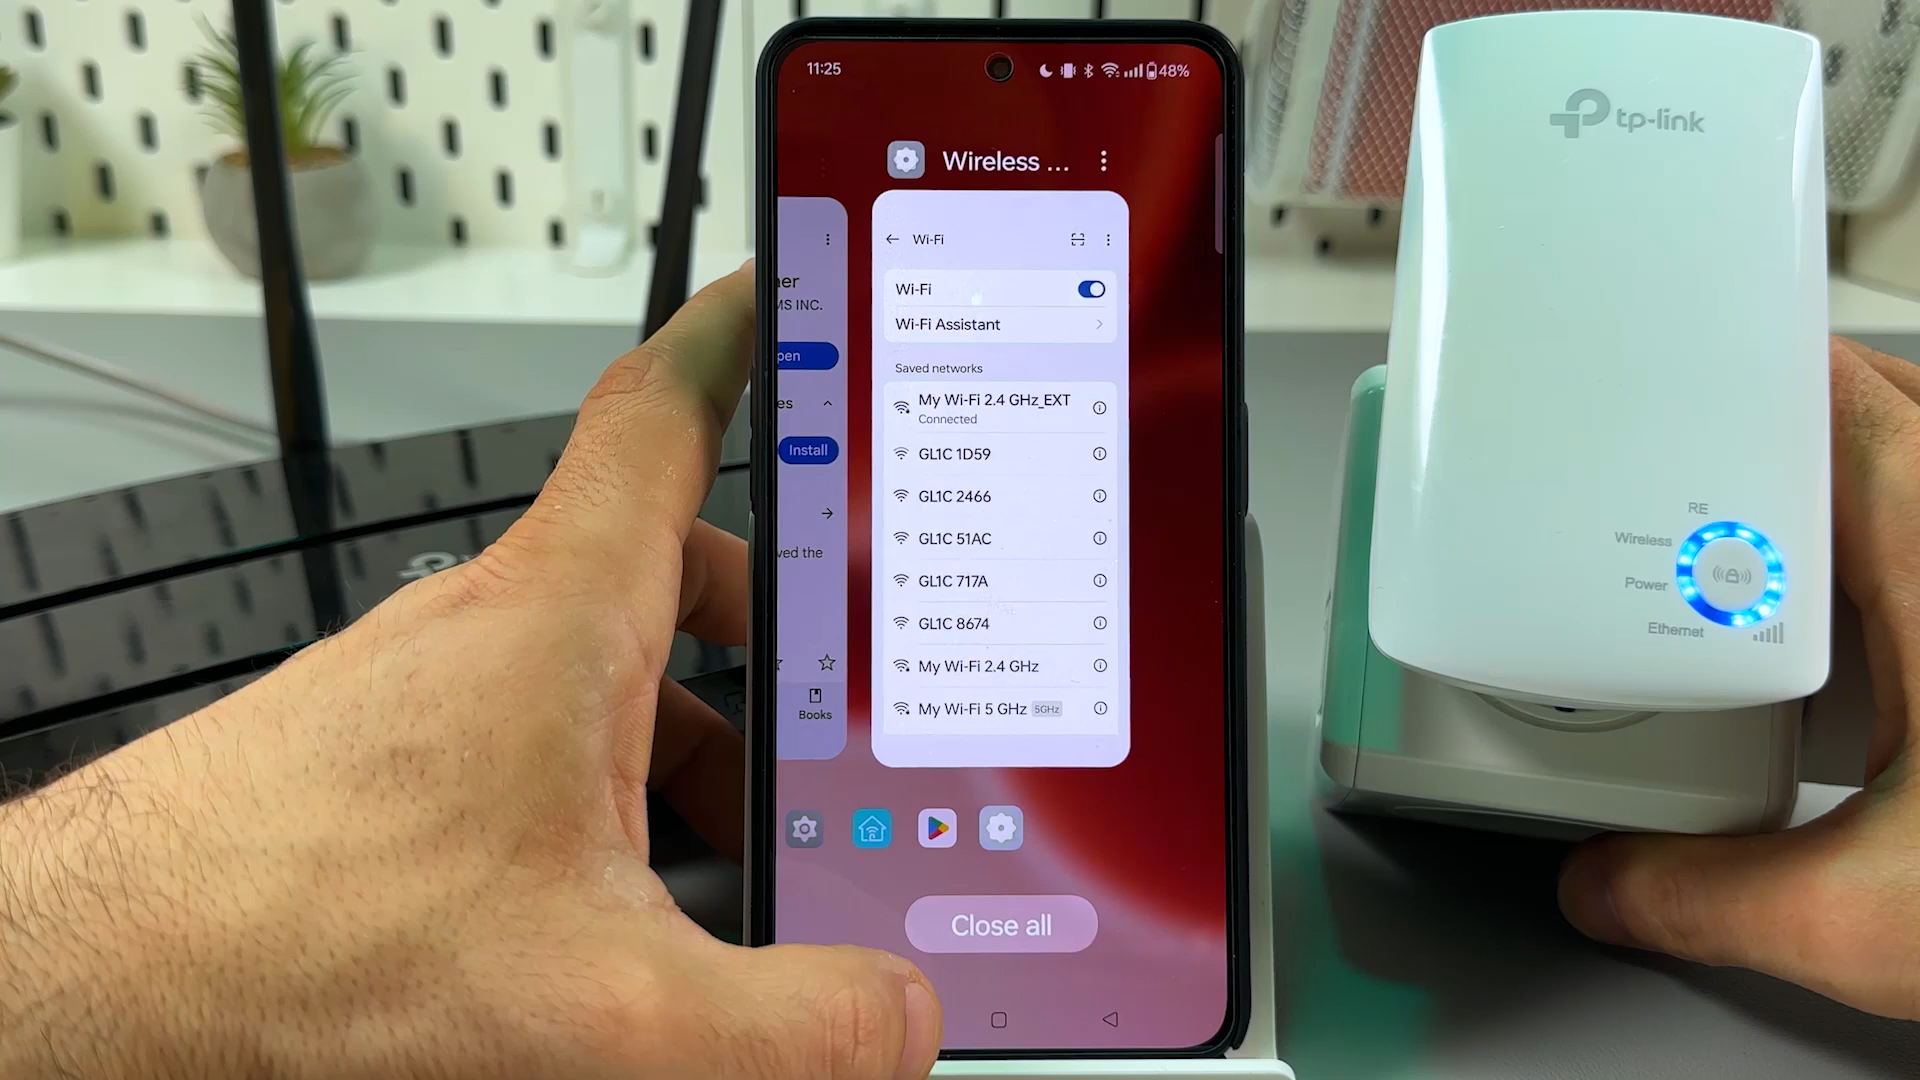 11:25
48%
Wireless ...
Wi-Fi
Wi-Fi
Wi-Fi Assistant
Saved networks
My Wi-Fi 2.4 GHz_EXT
Connected
GL1C 1D59
GL1C 2466
GL1C 51AC
GL1C 717A
GL1C 8674
My Wi-Fi 2.4 GHz
My Wi-Fi 5 GHz 5GHz
Close all
ner
MS INC.
pen
es
Install
ved the
Books
tp-link
RE
Wireless
Power
Ethernet